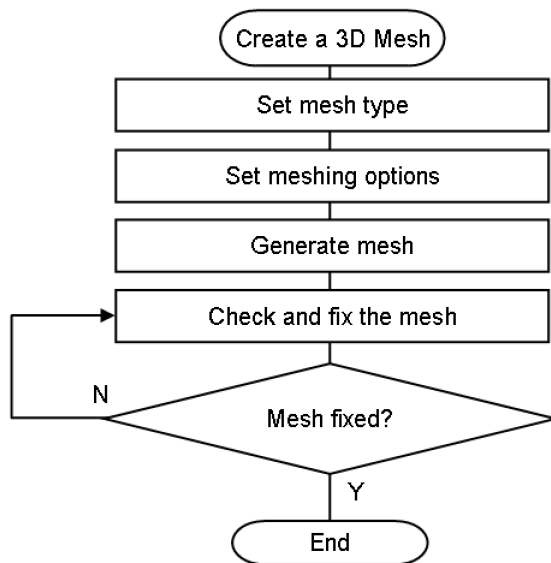 Create a 3D Mesh
Set mesh type
Set meshing options
Generate mesh
Check and fix the mesh
N
Mesh fixed?
Y
End